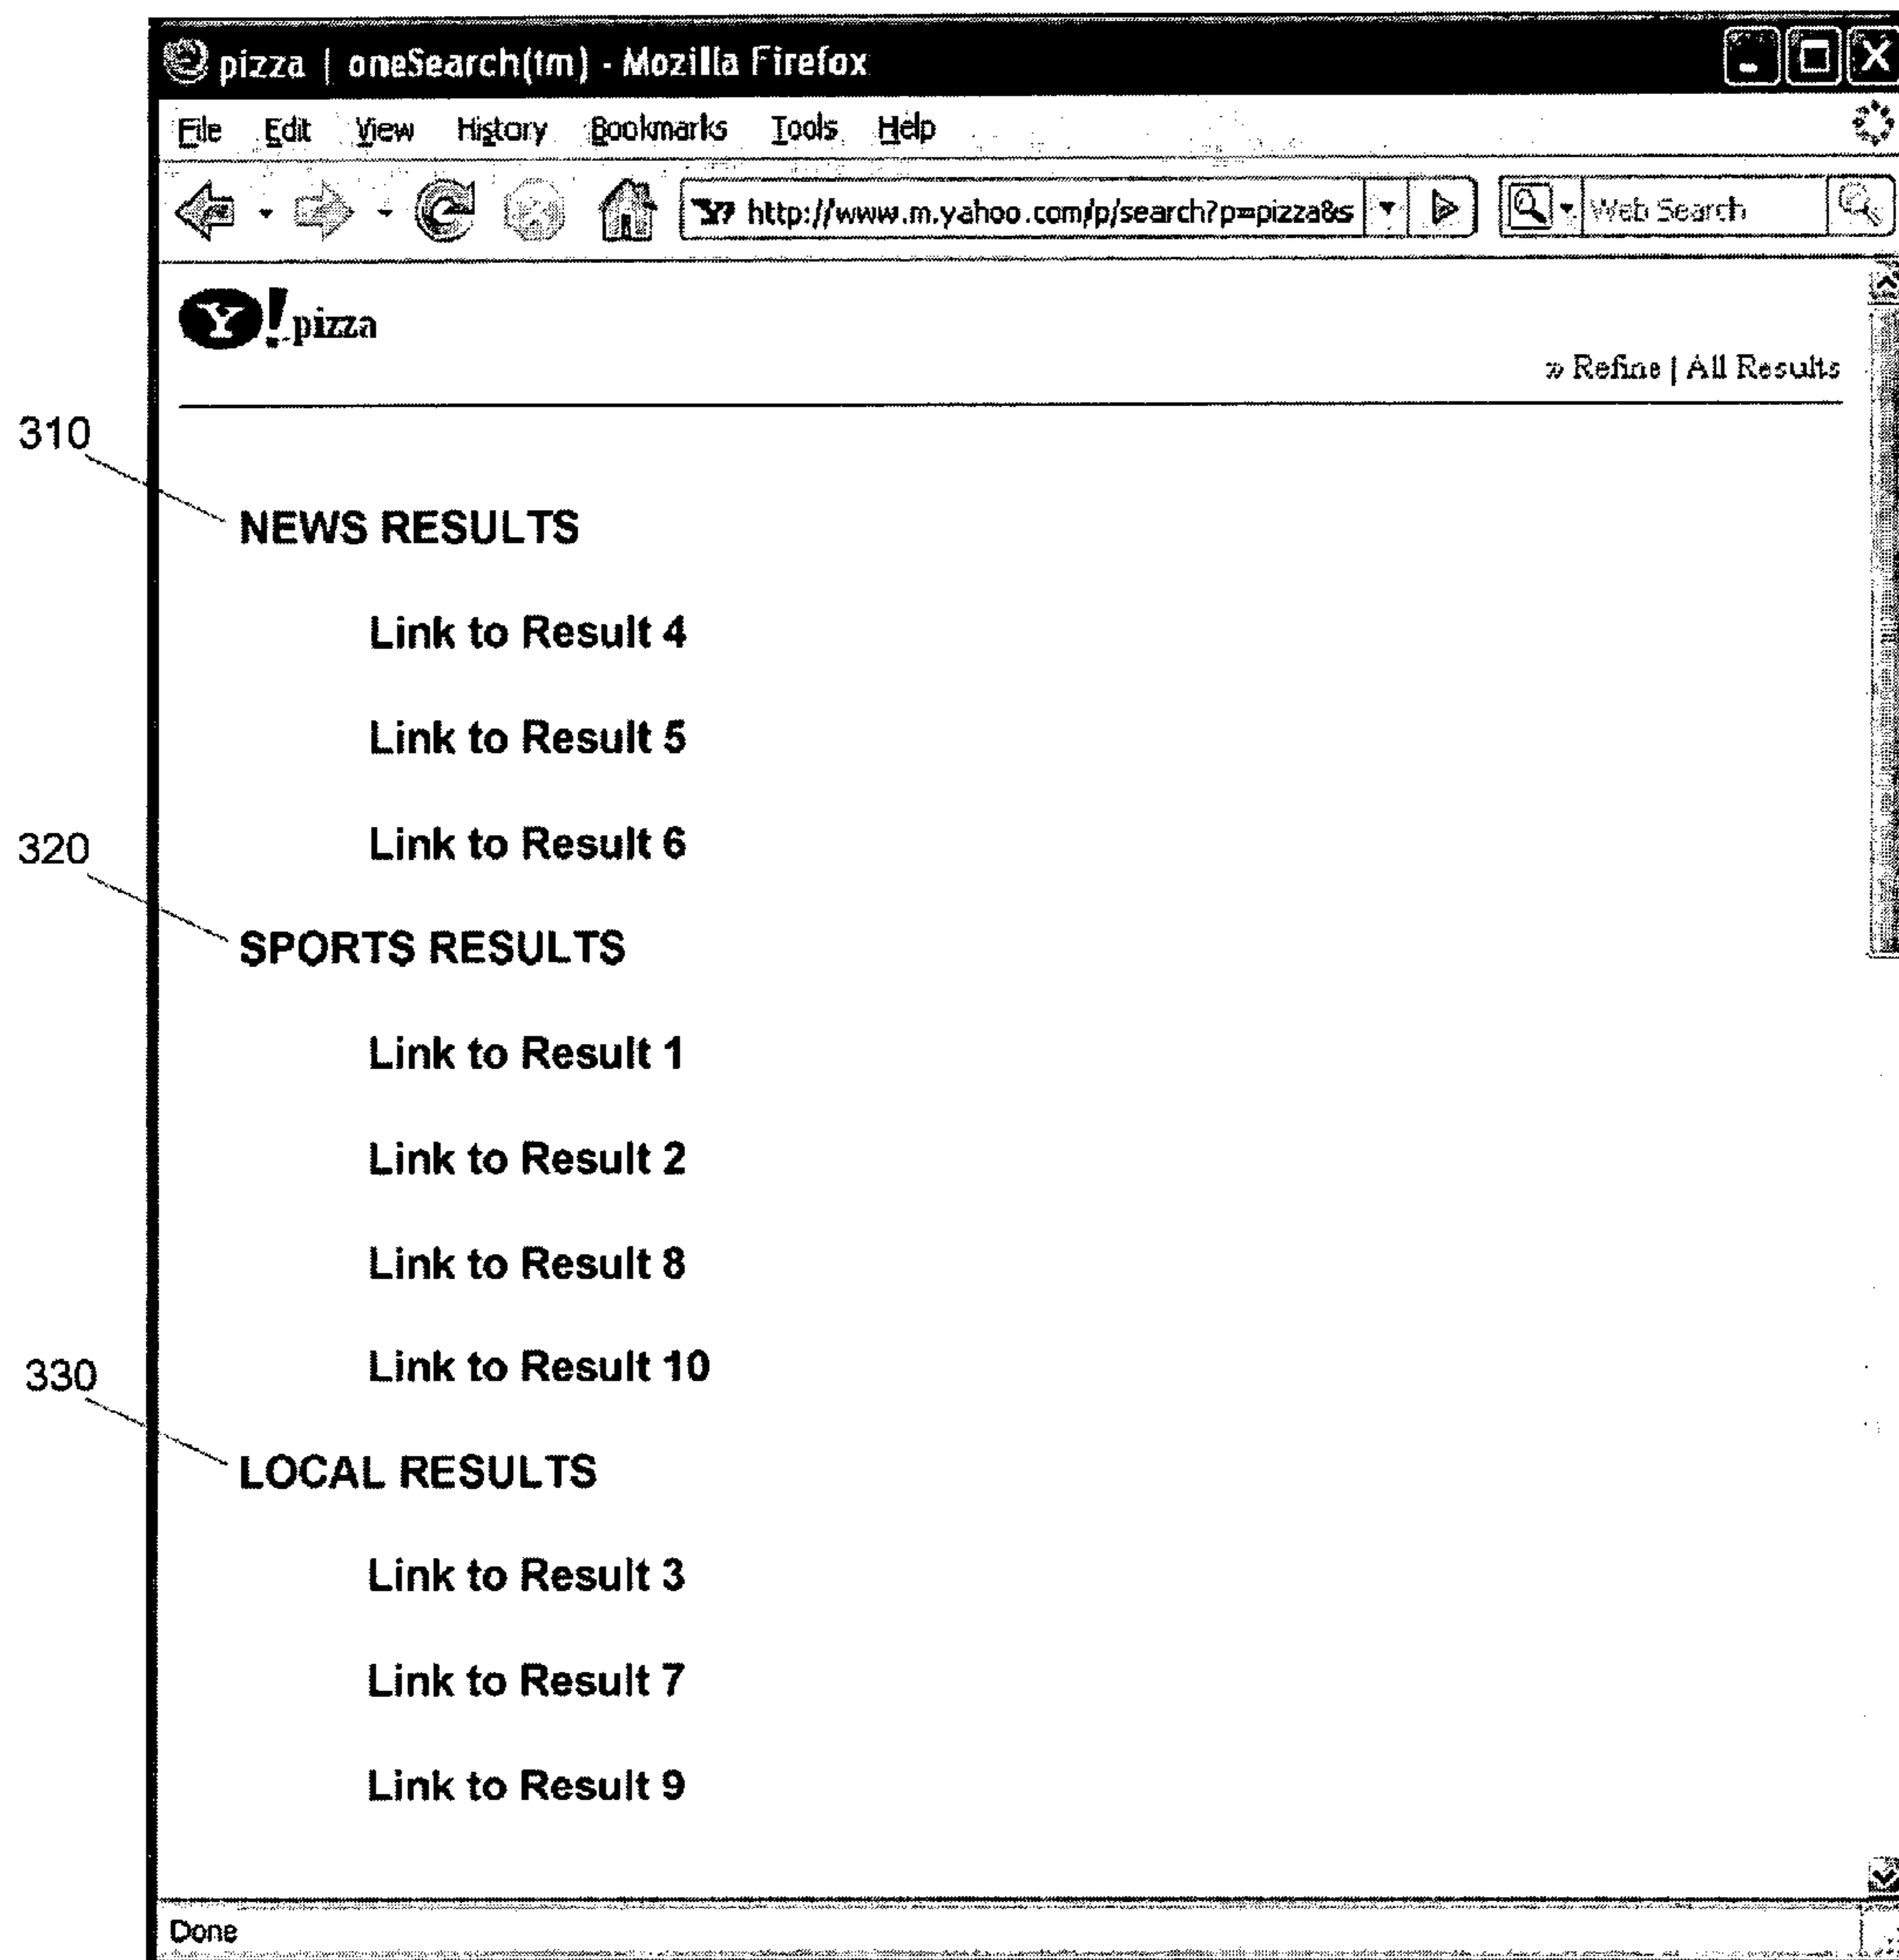 pizza | oneSearch(tm) - Mozilla Firefox
File Edit View History Bookmarks Tools Help
Y! http://www.m.yahoo.com/p/search?p=pizza&s Web Search
Y! pizza
» Refine | All Results
310
NEWS RESULTS
Link to Result 4
Link to Result 5
Link to Result 6
320
SPORTS RESULTS
Link to Result 1
Link to Result 2
Link to Result 8
Link to Result 10
330
LOCAL RESULTS
Link to Result 3
Link to Result 7
Link to Result 9
Done